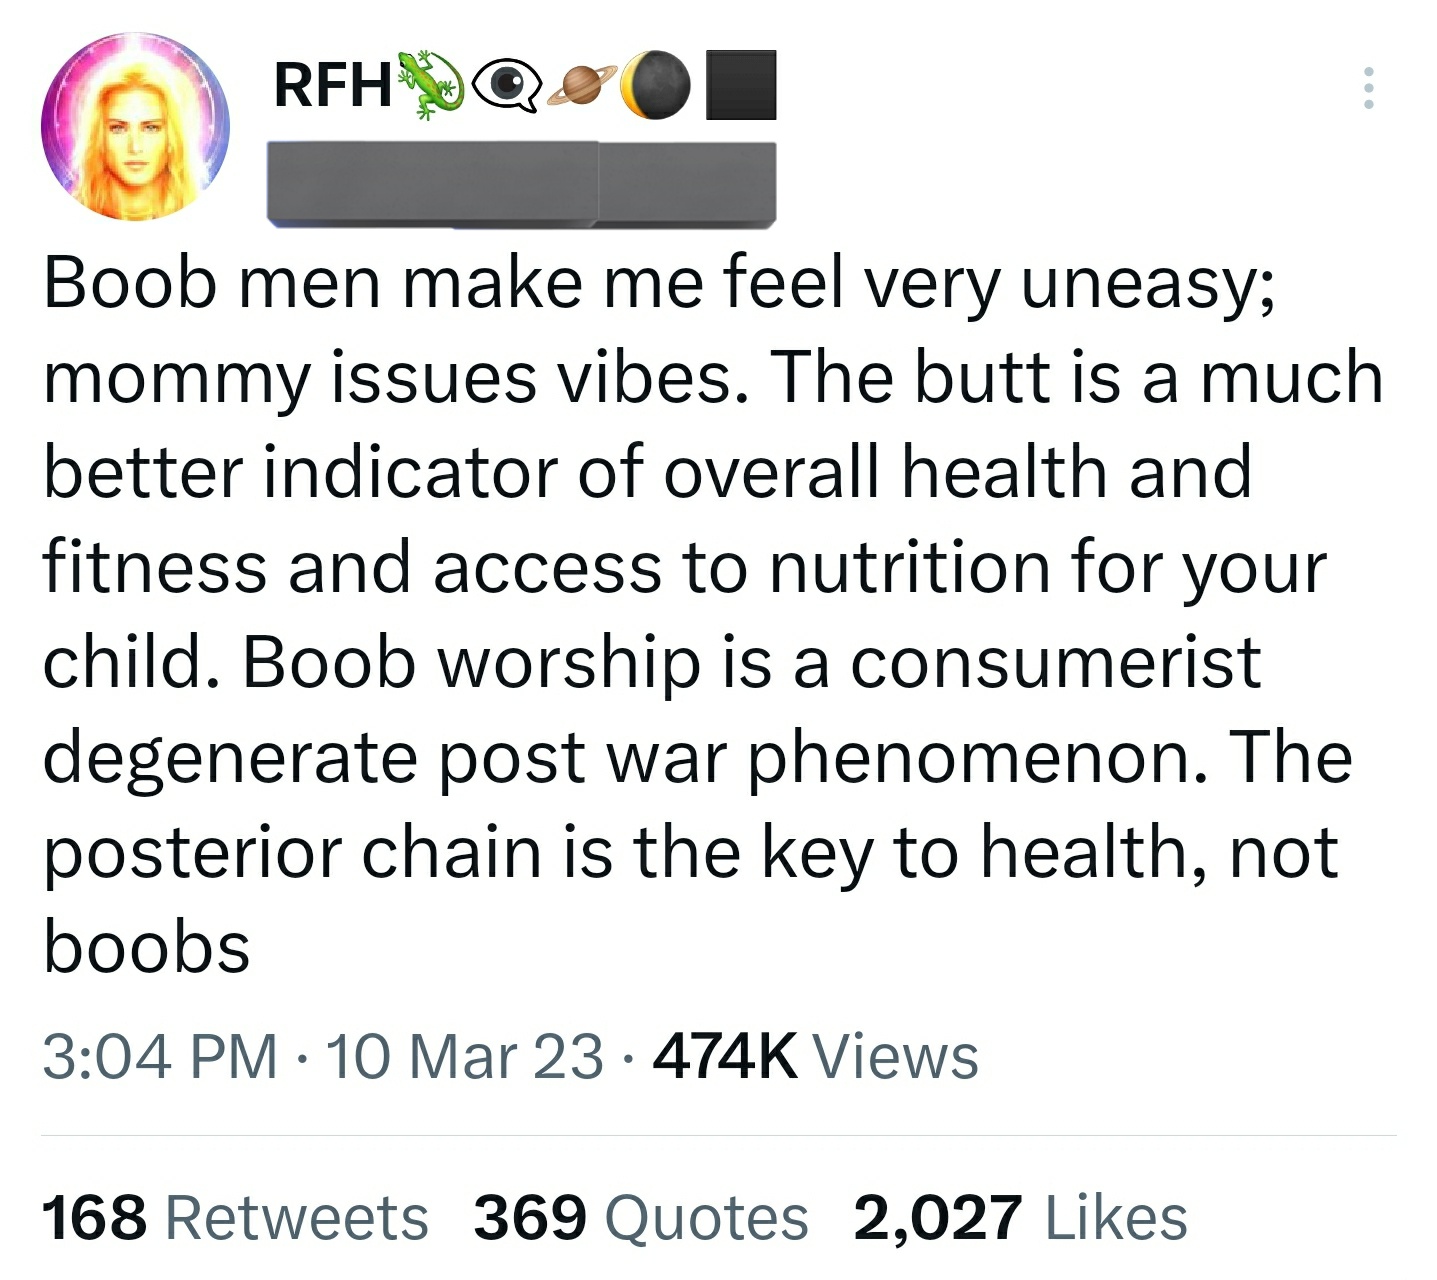 RFH🦎👁️‍🗨️🪐🌘⬛
Boob men make me feel very uneasy;
mommy issues vibes. The butt is a much
better indicator of overall health and
fitness and access to nutrition for your
child. Boob worship is a consumerist
degenerate post war phenomenon. The
posterior chain is the key to health, not
boobs
3:04 PM · 10 Mar 23 · 474K Views
168 Retweets 369 Quotes 2,027 Likes